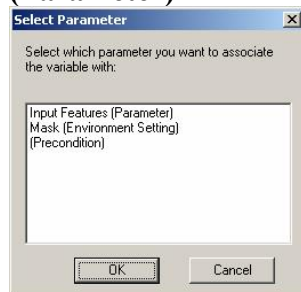 Select Parameter
Select which parameter you want to associate
the variable with:
Input Features (Parameter)
Mask (Environment Setting)
(Precondition)
OK
Cancel